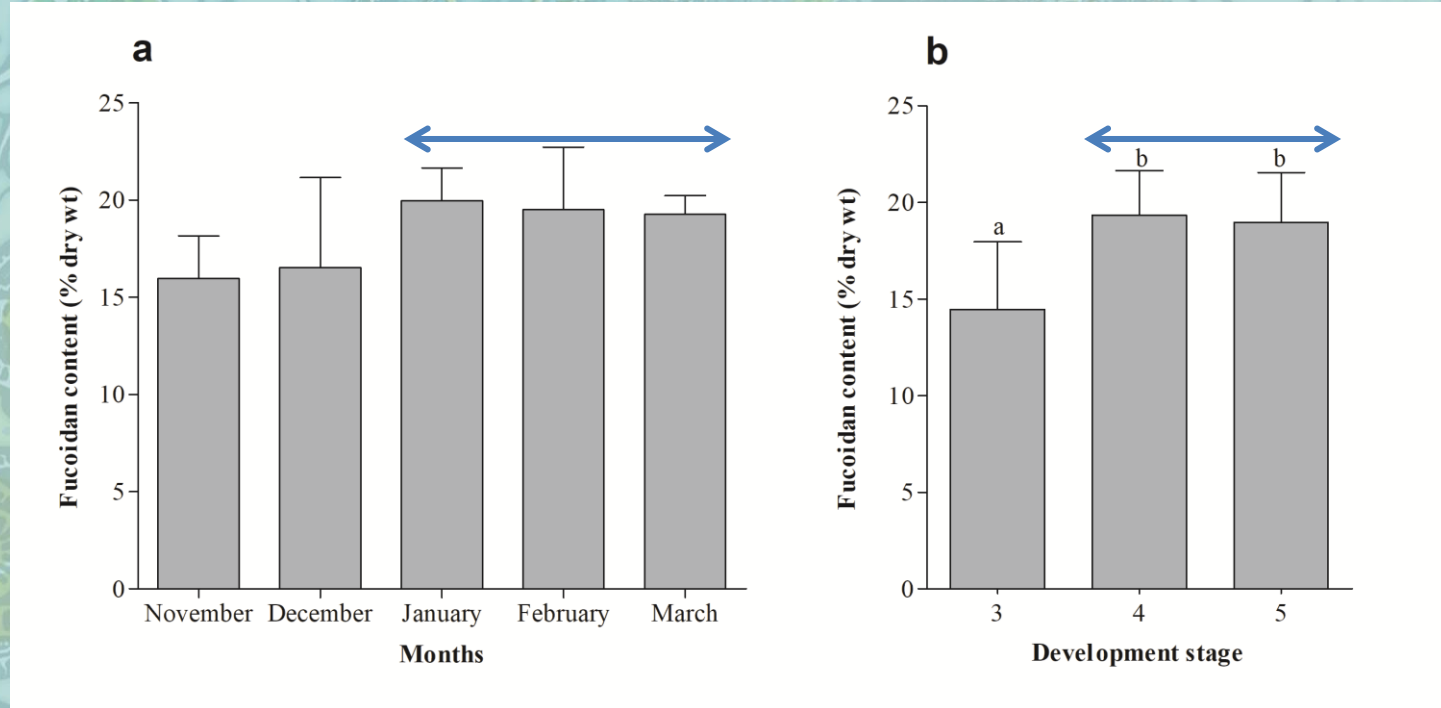 a
Fucoidan content (% dry wt)
25
20
15
10
5
0
November December January February March
Months
b
Fucoidan content (% dry wt)
25
20
15
10
5
0
a
b
b
3 4 5
Development stage